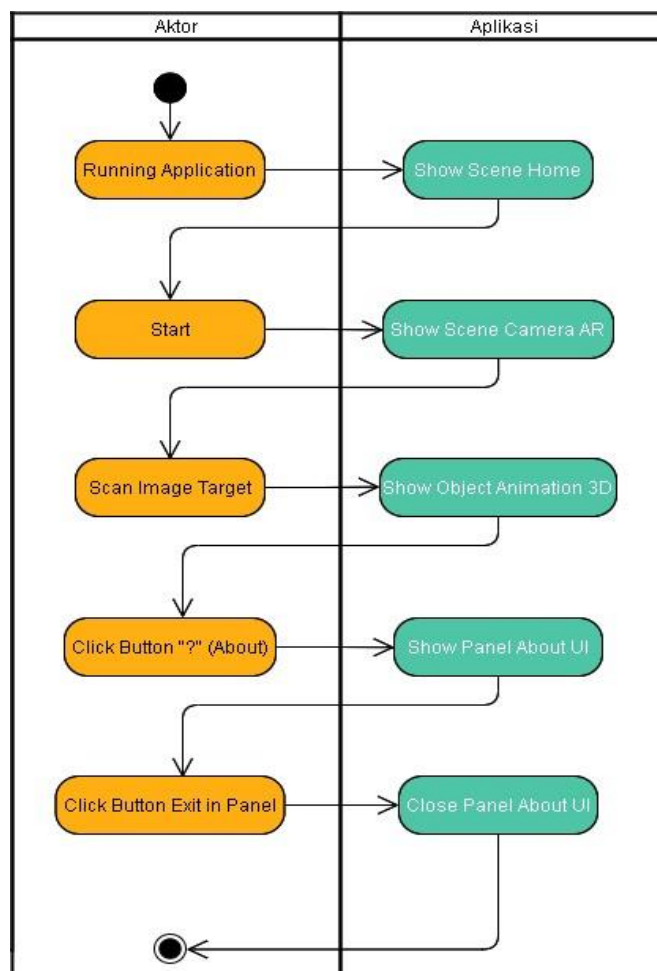 Aktor
Aplikasi
Running Application
Show Scene Home
Start
Show Scene Camera AR
Scan Image Target
Show Object Animation 3D
Click Button "?" (About)
Show Panel About UI
Click Button Exit in Panel
Close Panel About UI